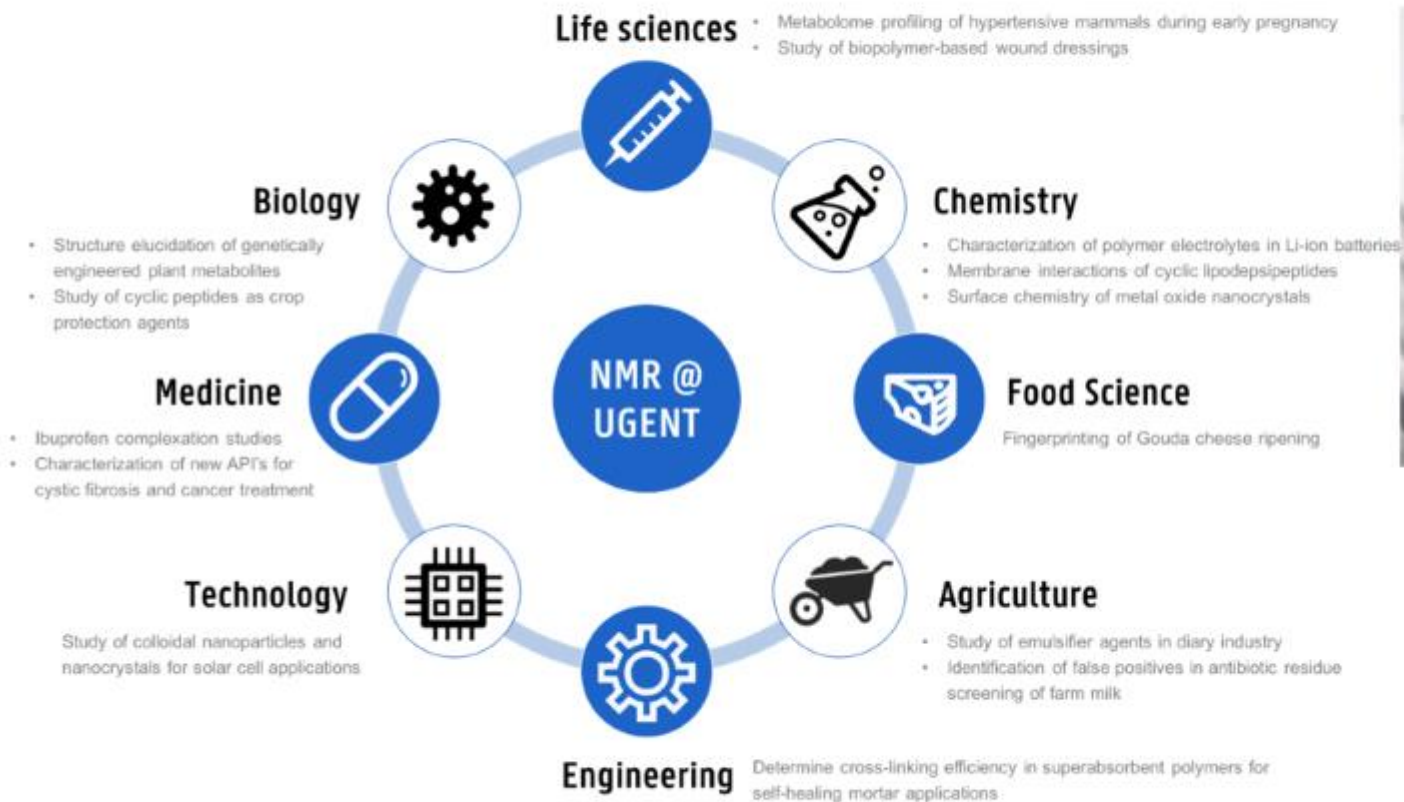 Life sciences
• Metabolome profiling of hypertensive mammals during early pregnancy
• Study of biopolymer-based wound dressings
Biology
• Structure elucidation of genetically
engineered plant metabolites
• Study of cyclic peptides as crop
protection agents
Chemistry
• Characterization of polymer electrolytes in Li-ion batteries
• Membrane interactions of cyclic lipodepsipeptides
• Surface chemistry of metal oxide nanocrystals
NMR @
UGENT
Medicine
• Ibuprofen complexation studies
• Characterization of new API's for
cystic fibrosis and cancer treatment
Food Science
Fingerprinting of Gouda cheese ripening
Technology
Study of colloidal nanoparticles and
nanocrystals for solar cell applications
Agriculture
• Study of emulsifier agents in diary industry
• Identification of false positives in antibiotic residue
screening of farm milk
Engineering
Determine cross-linking efficiency in superabsorbent polymers for
self-healing mortar applications